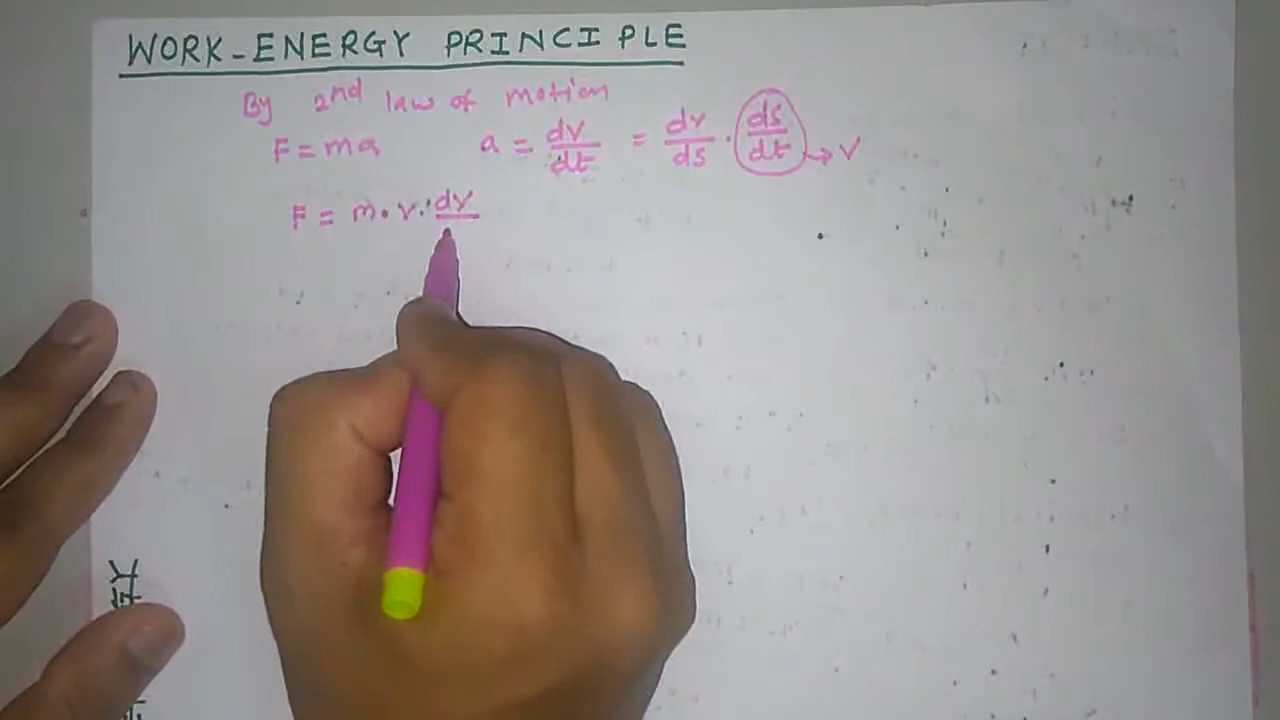 WORK-ENERGY PRINCIPLE
By 2nd law of motion
F = ma a = dv/dt = dv/ds · ds/dt → v
F = m. v. dv